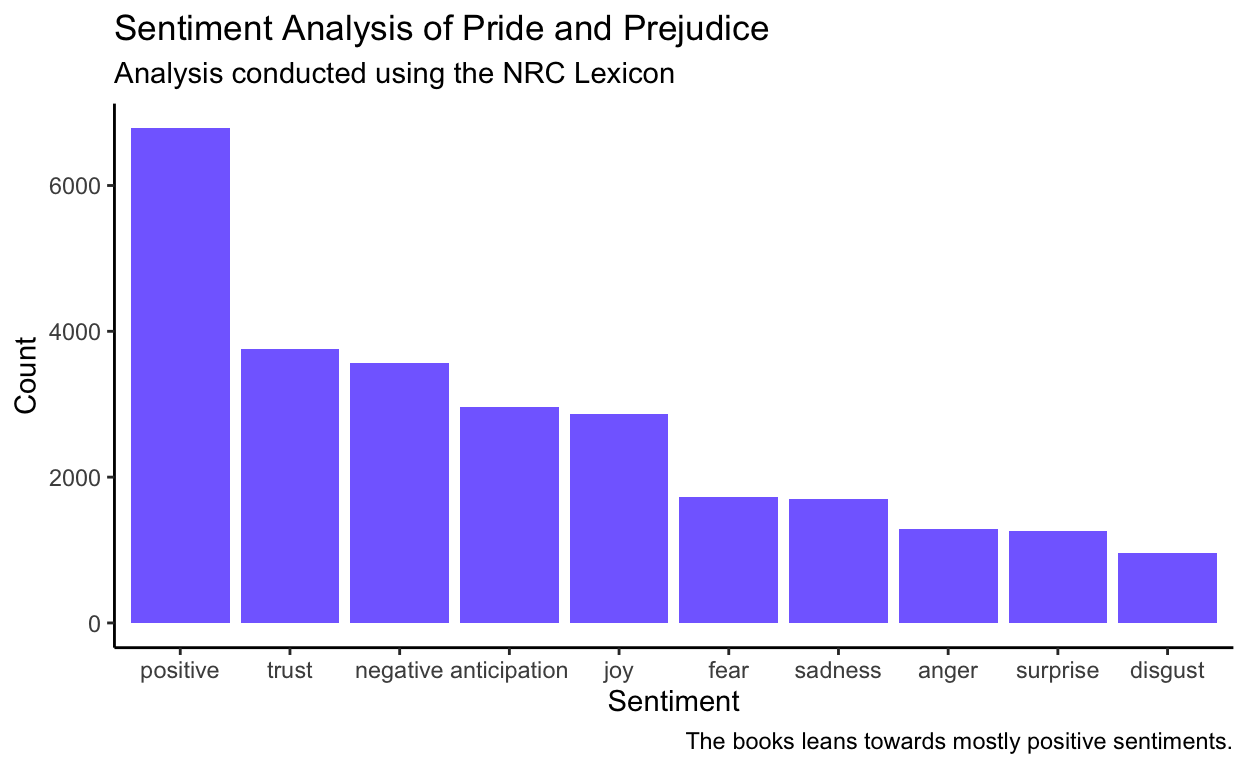 Sentiment Analysis of Pride and Prejudice
Analysis conducted using the NRC Lexicon
Count
6000
4000
2000
0
positive trust negative anticipation joy fear sadness anger surprise disgust
Sentiment
The books leans towards mostly positive sentiments.